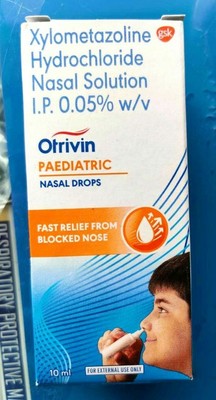 Xylometazoline
Hydrochloride
Nasal Solution
I.P. 0.05% w/v
gsk
Otrivin
PAEDIATRIC
NASAL DROPS
FAST RELIEF FROM
BLOCKED NOSE
10 ml
FOR EXTERNAL USE ONLY
RESPIRATORY PROTECTIVE M